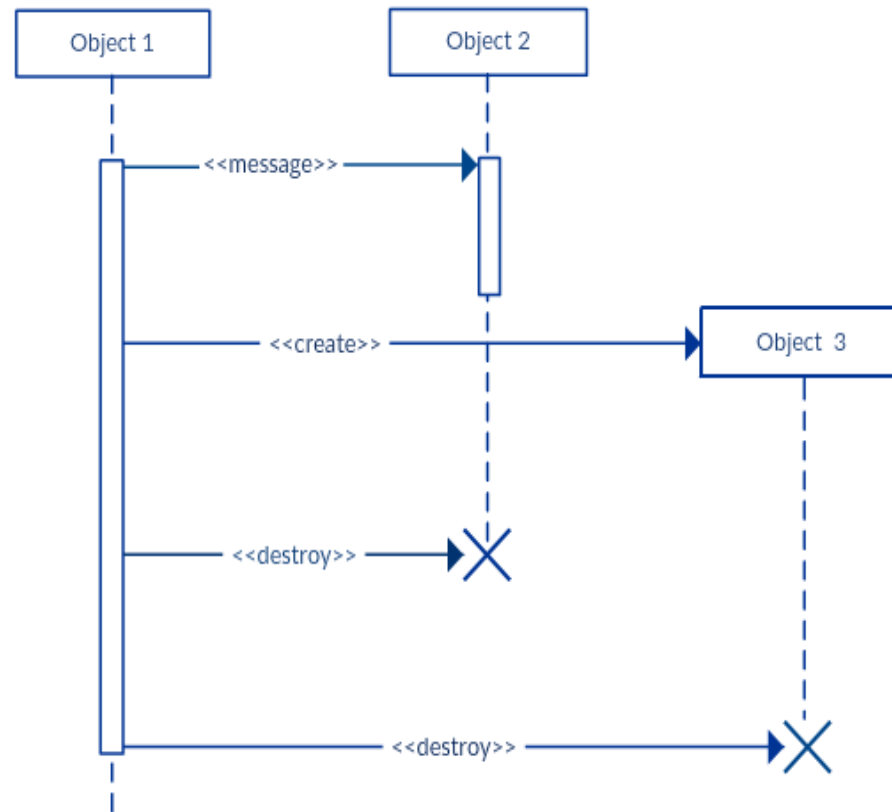 Object 1
Object 2
<<message>>
Object  3
<<create>>
<<destroy>>
<<destroy>>